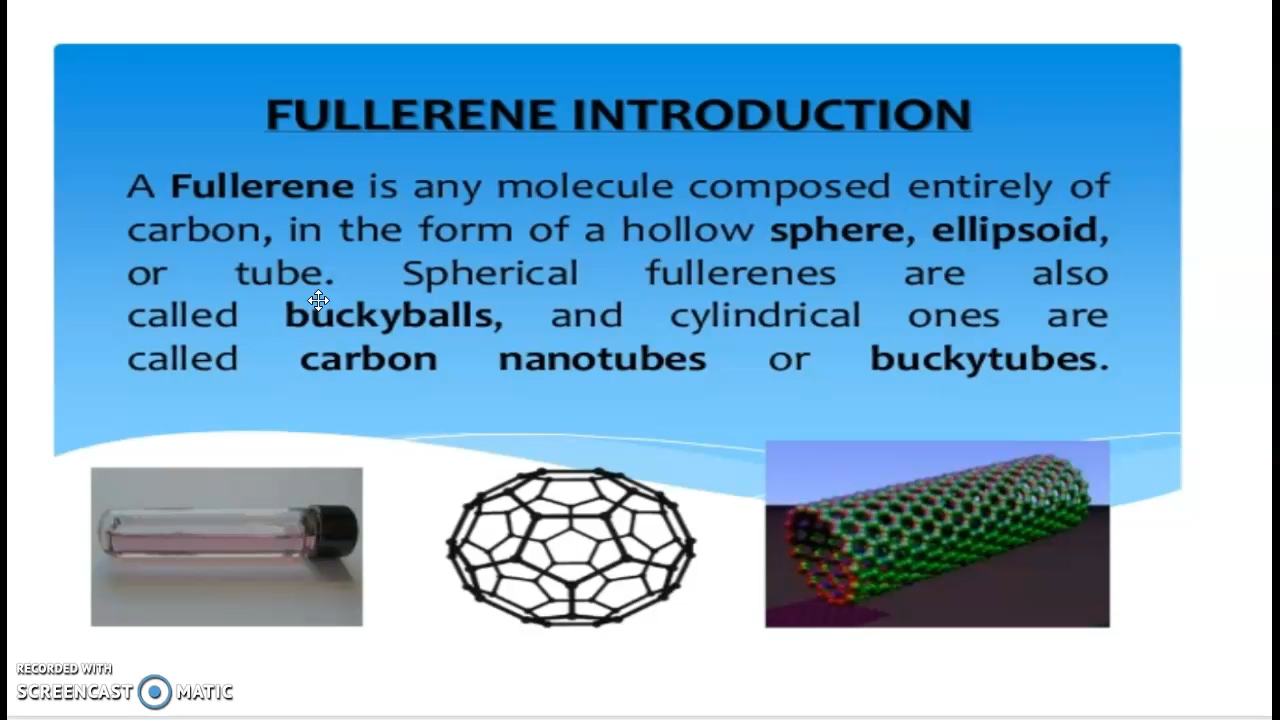 FULLERENE INTRODUCTION
A Fullerene is any molecule composed entirely of
carbon, in the form of a hollow sphere, ellipsoid,
or tube. Spherical fullerenes are also
called buckyballs, and cylindrical ones are
called carbon nanotubes or buckytubes.
RECORDED WITH
SCREENCAST MATIC